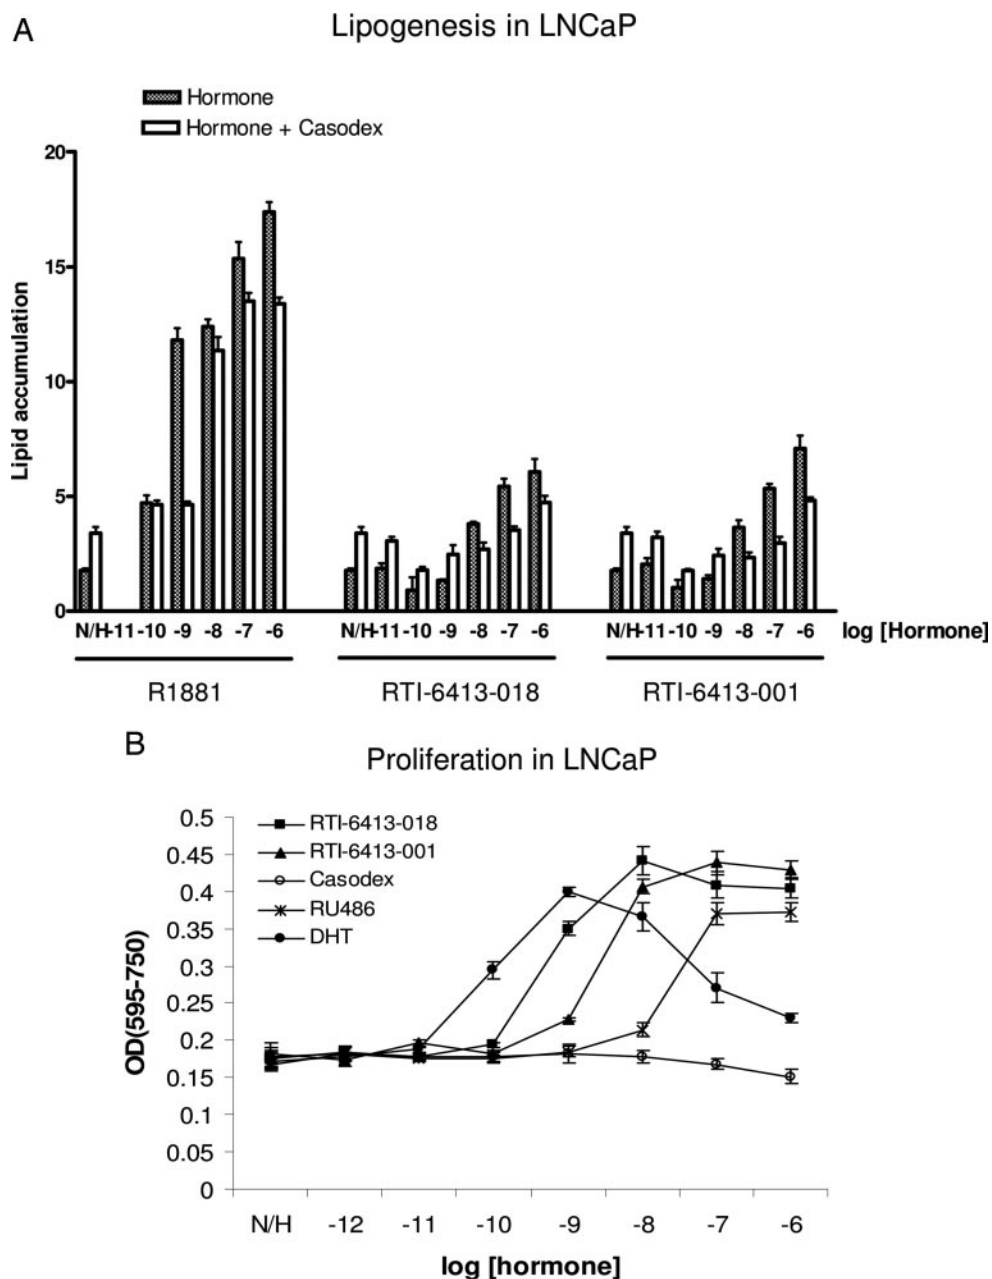 A
Lipogenesis in LNCaP
Hormone
Hormone + Casodex
20
15
10
5
0
Lipid accumulation
N/H -11 -10 -9 -8 -7 -6 N/H -11 -10 -9 -8 -7 -6 N/H -11 -10 -9 -8 -7 -6 log [Hormone]
R1881 RTI-6413-018 RTI-6413-001
B
Proliferation in LNCaP
RTI-6413-018
RTI-6413-001
Casodex
RU486
DHT
0.5
0.45
0.4
0.35
0.3
0.25
0.2
0.15
0.1
0.05
0
OD(595-750)
N/H -12 -11 -10 -9 -8 -7 -6
log [hormone]